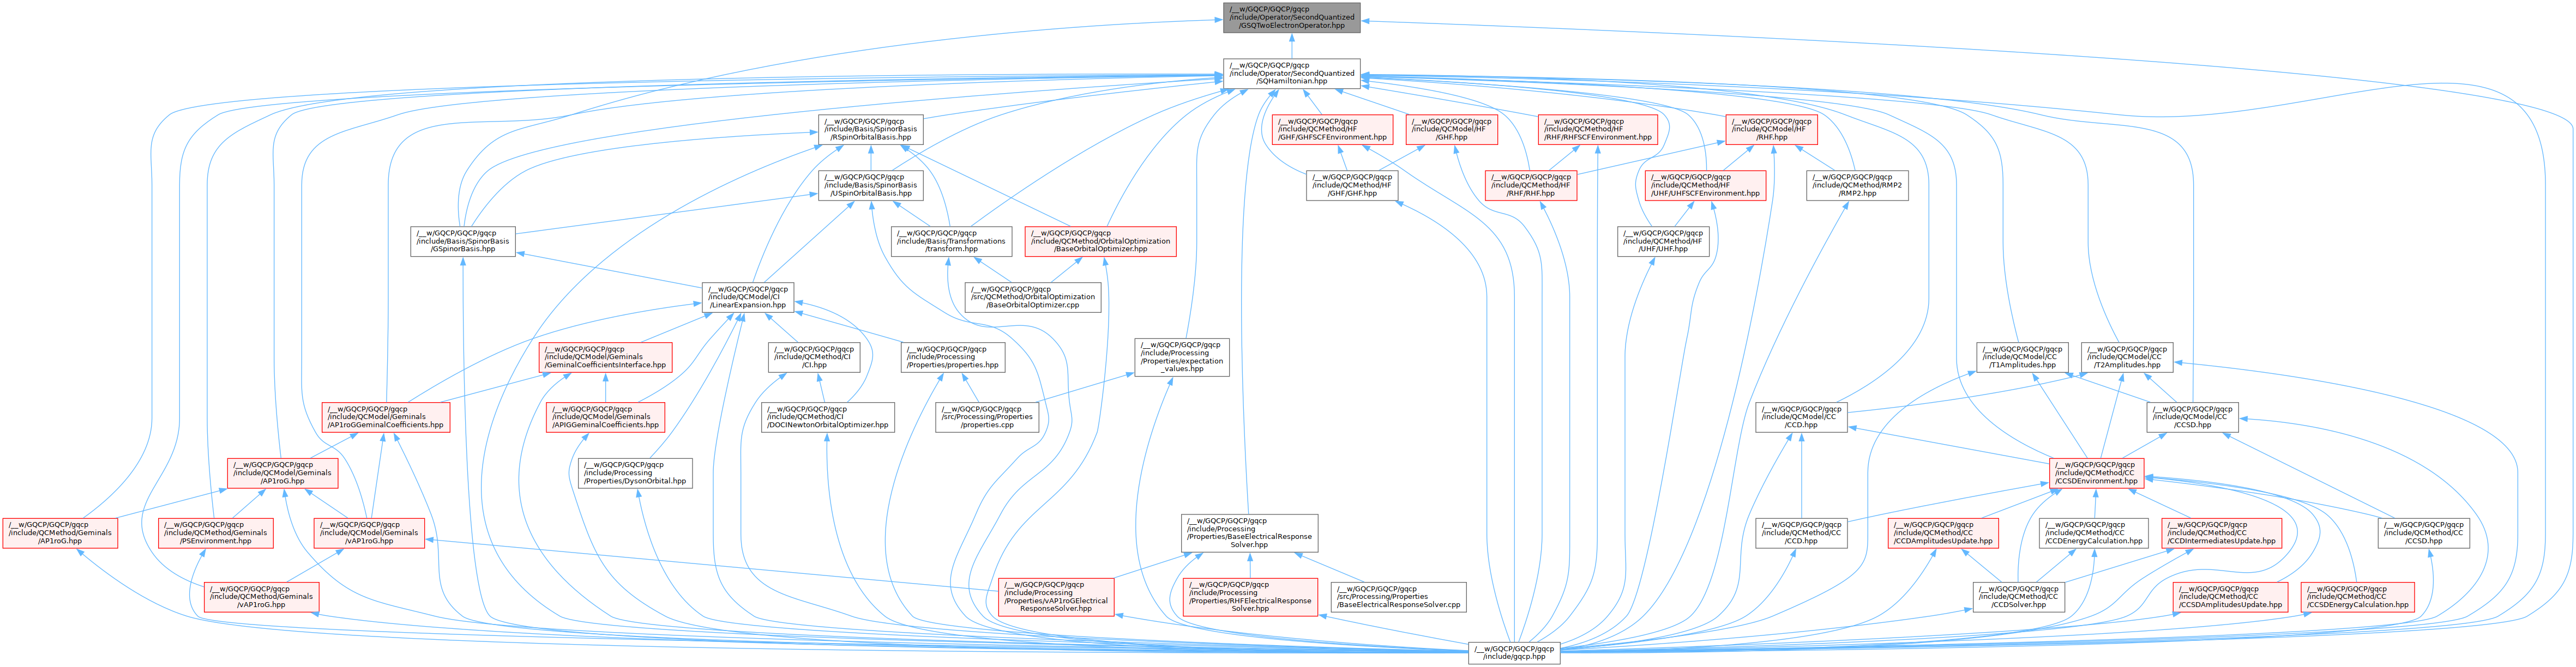 /__w/GQCP/GQCP/gqcp
/include/Operator/SecondQuantized
/GSQTwoElectronOperator.hpp
/__w/GQCP/GQCP/gqcp
/include/Operator/SecondQuantized
/SQHamiltonian.hpp
/__w/GQCP/GQCP/gqcp
/include/Basis/SpinorBasis
/RSpinOrbitalBasis.hpp
/__w/GQCP/GQCP/gqcp
/include/QCMethod/HF
/GHF/GHFSCFEnvironment.hpp
/__w/GQCP/GQCP/gqcp
/include/QCModel/HF
/GHF.hpp
/__w/GQCP/GQCP/gqcp
/include/QCMethod/HF
/RHF/RHFSCFEnvironment.hpp
/__w/GQCP/GQCP/gqcp
/include/QCModel/HF
/RHF.hpp
/__w/GQCP/GQCP/gqcp
/include/Basis/SpinorBasis
/USpinOrbitalBasis.hpp
/__w/GQCP/GQCP/gqcp
/include/QCMethod/HF
/GHF/GHF.hpp
/__w/GQCP/GQCP/gqcp
/include/QCMethod/HF
/RHF/RHF.hpp
/__w/GQCP/GQCP/gqcp
/include/QCMethod/HF
/UHF/UHFSCFEnvironment.hpp
/__w/GQCP/GQCP/gqcp
/include/QCMethod/RMP2
/RMP2.hpp
/__w/GQCP/GQCP/gqcp
/include/Basis/SpinorBasis
/GSpinorBasis.hpp
/__w/GQCP/GQCP/gqcp
/include/Basis/Transformations
/transform.hpp
/__w/GQCP/GQCP/gqcp
/include/QCMethod/OrbitalOptimization
/BaseOrbitalOptimizer.hpp
/__w/GQCP/GQCP/gqcp
/include/QCMethod/HF
/UHF/UHF.hpp
/__w/GQCP/GQCP/gqcp
/include/QCModel/CI
/LinearExpansion.hpp
/__w/GQCP/GQCP/gqcp
/src/QCMethod/OrbitalOptimization
/BaseOrbitalOptimizer.cpp
/__w/GQCP/GQCP/gqcp
/include/QCModel/Geminals
/GeminalCoefficientsInterface.hpp
/__w/GQCP/GQCP/gqcp
/include/QCMethod/CI
/CI.hpp
/__w/GQCP/GQCP/gqcp
/include/Processing
/Properties/properties.hpp
/__w/GQCP/GQCP/gqcp
/include/Processing
/Properties/expectation
_values.hpp
/__w/GQCP/GQCP/gqcp
/include/QCModel/CC
/T1Amplitudes.hpp
/__w/GQCP/GQCP/gqcp
/include/QCModel/CC
/T2Amplitudes.hpp
/__w/GQCP/GQCP/gqcp
/include/QCModel/Geminals
/AP1roGGeminalCoefficients.hpp
/__w/GQCP/GQCP/gqcp
/include/QCModel/Geminals
/APIGGeminalCoefficients.hpp
/__w/GQCP/GQCP/gqcp
/include/QCMethod/CI
/DOCINewtonOrbitalOptimizer.hpp
/__w/GQCP/GQCP/gqcp
/src/Processing/Properties
/properties.cpp
/__w/GQCP/GQCP/gqcp
/include/QCModel/CC
/CCD.hpp
/__w/GQCP/GQCP/gqcp
/include/QCModel/CC
/CCSD.hpp
/__w/GQCP/GQCP/gqcp
/include/QCModel/Geminals
/AP1roG.hpp
/__w/GQCP/GQCP/gqcp
/include/Processing
/Properties/DysonOrbital.hpp
/__w/GQCP/GQCP/gqcp
/include/QCMethod/CC
/CCSDEnvironment.hpp
/__w/GQCP/GQCP/gqcp
/include/QCMethod/Geminals
/AP1roG.hpp
/__w/GQCP/GQCP/gqcp
/include/QCMethod/Geminals
/PSEnvironment.hpp
/__w/GQCP/GQCP/gqcp
/include/QCModel/Geminals
/vAP1roG.hpp
/__w/GQCP/GQCP/gqcp
/include/Processing
/Properties/BaseElectricalResponse
Solver.hpp
/__w/GQCP/GQCP/gqcp
/include/QCMethod/CC
/CCD.hpp
/__w/GQCP/GQCP/gqcp
/include/QCMethod/CC
/CCDAmplitudesUpdate.hpp
/__w/GQCP/GQCP/gqcp
/include/QCMethod/CC
/CCDEnergyCalculation.hpp
/__w/GQCP/GQCP/gqcp
/include/QCMethod/CC
/CCDIntermediatesUpdate.hpp
/__w/GQCP/GQCP/gqcp
/include/QCMethod/CC
/CCSD.hpp
/__w/GQCP/GQCP/gqcp
/include/QCMethod/Geminals
/vAP1roG.hpp
/__w/GQCP/GQCP/gqcp
/include/Processing
/Properties/vAP1roGElectrical
ResponseSolver.hpp
/__w/GQCP/GQCP/gqcp
/include/Processing
/Properties/RHFElectricalResponse
Solver.hpp
/__w/GQCP/GQCP/gqcp
/src/Processing/Properties
/BaseElectricalResponseSolver.cpp
/__w/GQCP/GQCP/gqcp
/include/QCMethod/CC
/CCDSolver.hpp
/__w/GQCP/GQCP/gqcp
/include/QCMethod/CC
/CCSDAmplitudesUpdate.hpp
/__w/GQCP/GQCP/gqcp
/include/QCMethod/CC
/CCSDEnergyCalculation.hpp
/__w/GQCP/GQCP/gqcp
/include/gqcp.hpp